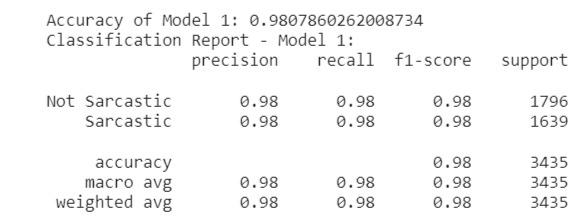 Accuracy of Model 1: 0.9807860262008734
Classification Report - Model 1:
precision recall f1-score support
Not Sarcastic 0.98 0.98 0.98 1796
Sarcastic 0.98 0.98 0.98 1639
accuracy 0.98 3435
macro avg 0.98 0.98 0.98 3435
weighted avg 0.98 0.98 0.98 3435